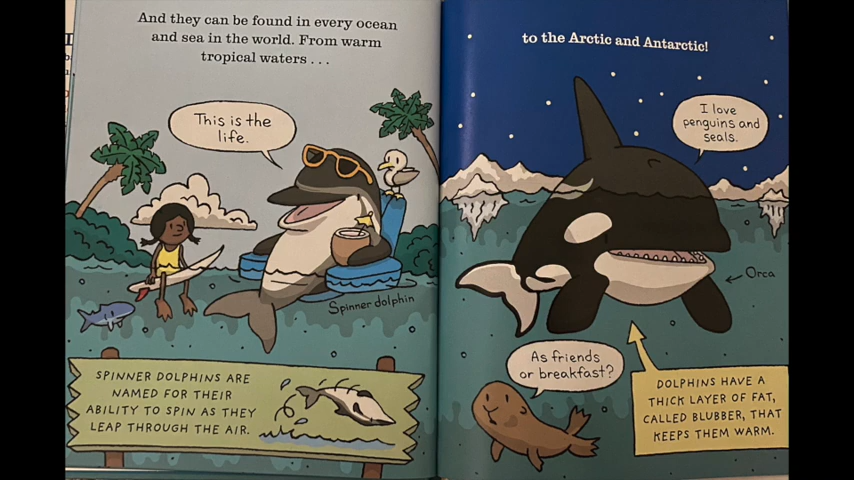 And they can be found in every ocean
and sea in the world. From warm
tropical waters . . .
This is the
life.
Spinner dolphin
SPINNER DOLPHINS ARE
NAMED FOR THEIR
ABILITY TO SPIN AS THEY
LEAP THROUGH THE AIR.
to the Arctic and Antarctic!
I love
penguins and
seals.
Orca
As friends
or breakfast?
DOLPHINS HAVE A
THICK LAYER OF FAT,
CALLED BLUBBER, THAT
KEEPS THEM WARM.